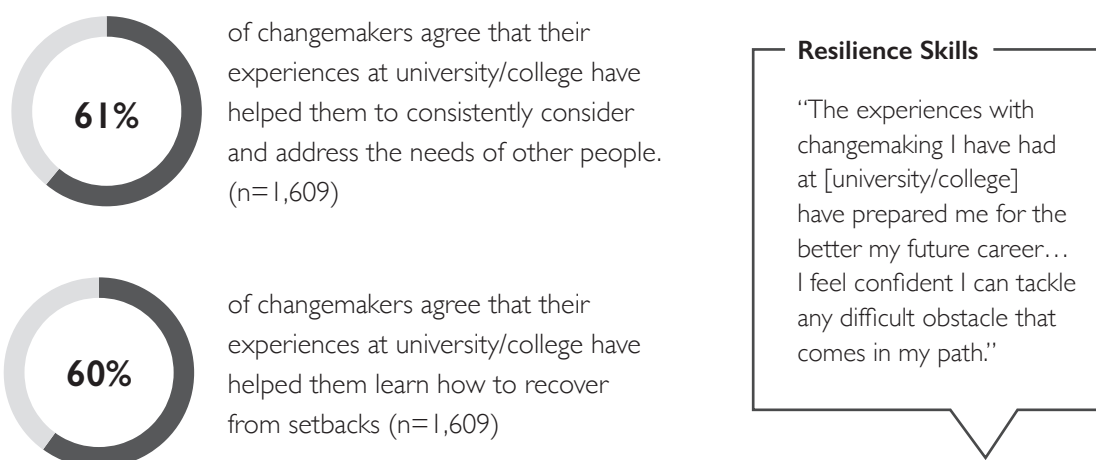 61%
of changemakers agree that their
experiences at university/college have
helped them to consistently consider
and address the needs of other people.
(n=1,609)
60%
of changemakers agree that their
experiences at university/college have
helped them learn how to recover
from setbacks (n=1,609)
Resilience Skills
“The experiences with
changemaking I have had
at [university/college]
have prepared me for the
better my future career…
I feel confident I can tackle
any difficult obstacle that
comes in my path.”